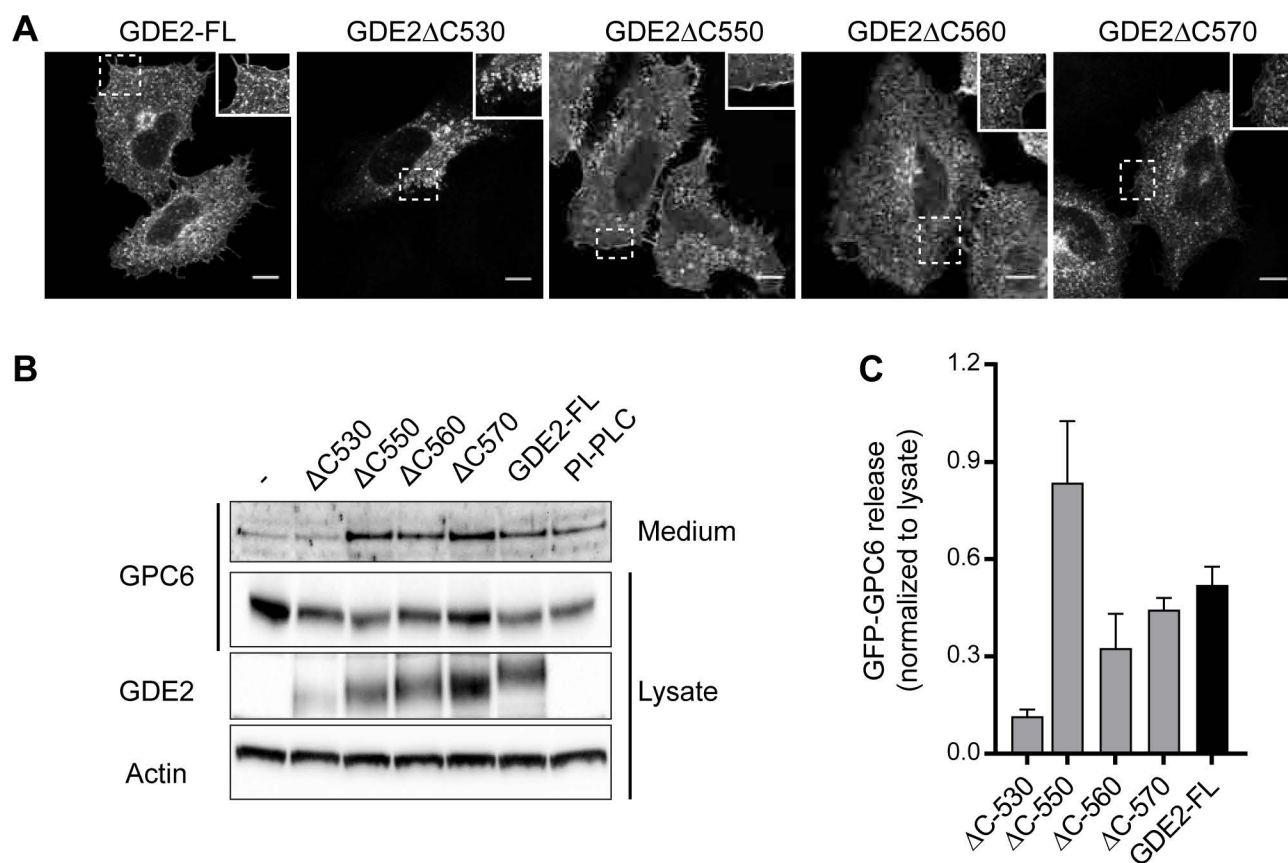 A
GDE2-FL
GDE2ΔC530
GDE2ΔC550
GDE2ΔC560
GDE2ΔC570
B
-
ΔC530
ΔC550
ΔC560
ΔC570
GDE2-FL
PI-PLC
GPC6
Medium
GDE2
Lysate
Actin
C
GFP-GPC6 release
(normalized to lysate)
1.2
0.9
0.6
0.3
0.0
ΔC-530
ΔC-550
ΔC-560
ΔC-570
GDE2-FL